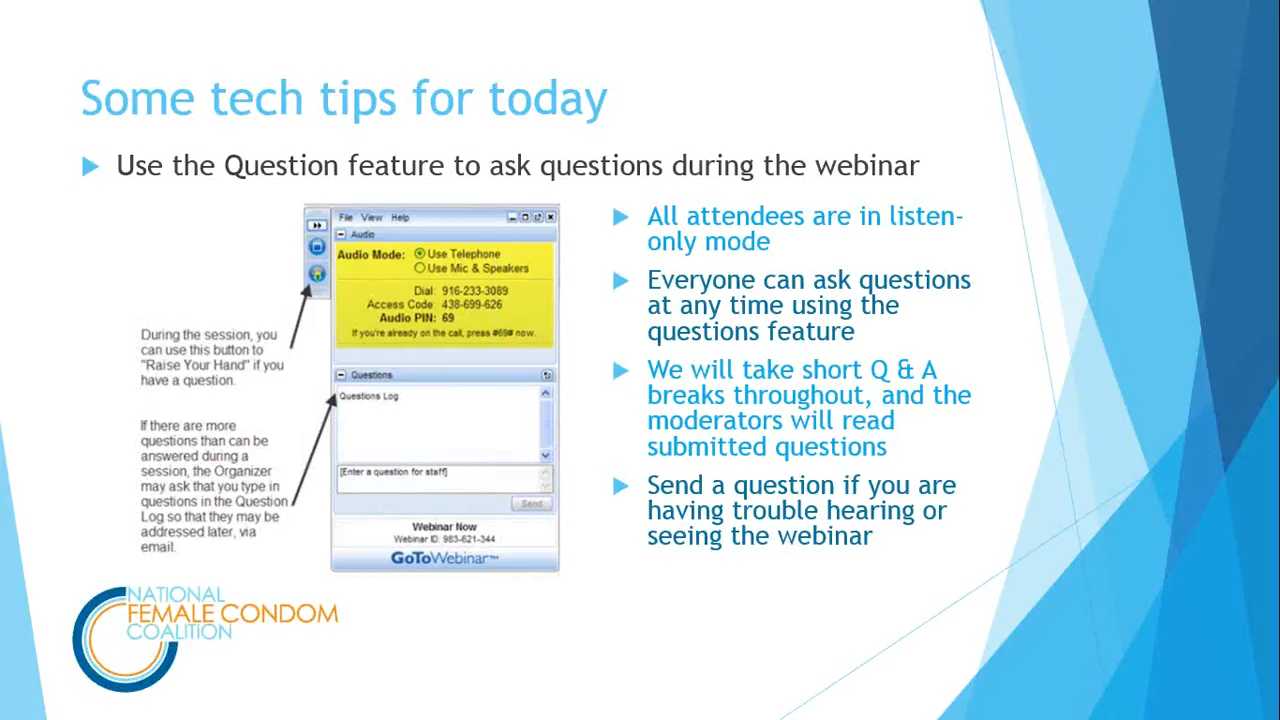 Some tech tips for today
Use the Question feature to ask questions during the webinar
File View Help
Audio
Audio Mode: Use Telephone
Use Mic & Speakers
Dial: 916-233-3089
Access Code: 438-699-626
Audio PIN: 69
If you're already on the call, press #69# now.
During the session, you
can use this button to
"Raise Your Hand" if you
have a question.
Questions
Questions Log
If there are more
questions than can be
answered during a
session, the Organizer
may ask that you type in
questions in the Question
Log so that they may be
addressed later, via
email.
[Enter a question for staff]
Send
Webinar Now
Webinar ID: 983-621-344
GoToWebinar™
All attendees are in listen-
only mode
Everyone can ask questions
at any time using the
questions feature
We will take short Q & A
breaks throughout, and the
moderators will read
submitted questions
Send a question if you are
having trouble hearing or
seeing the webinar
NATIONAL
FEMALE CONDOM
COALITION